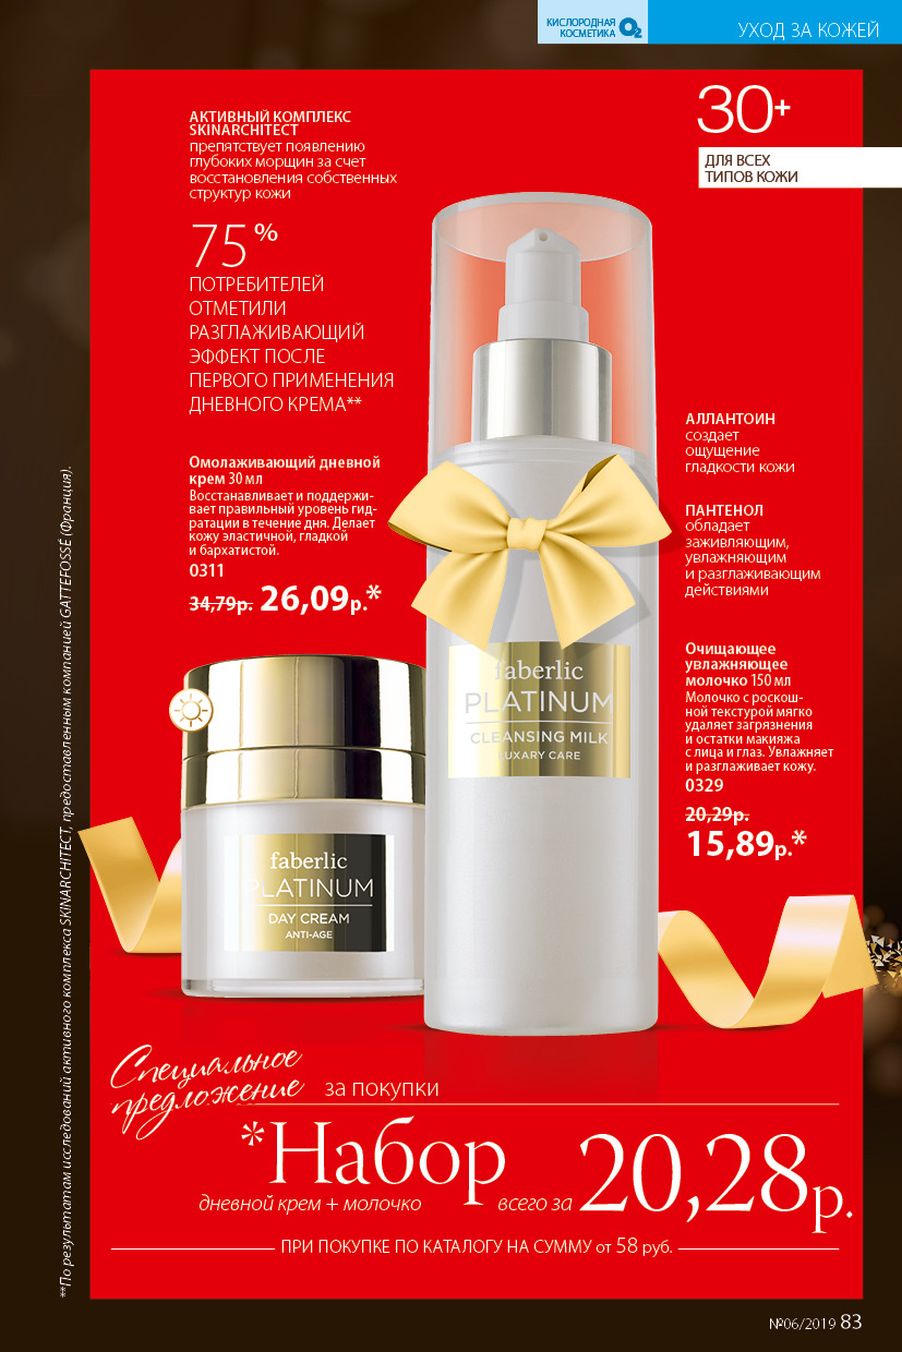 КИСЛОРОДНАЯ
КОСМЕТИКА O2
УХОД ЗА КОЖЕЙ
30+
ДЛЯ ВСЕХ
ТИПОВ КОЖИ
АКТИВНЫЙ КОМПЛЕКС
SKINARCHITECT
препятствует появлению
глубоких морщин за счет
восстановления собственных
структур кожи
75%
ПОТРЕБИТЕЛЕЙ
ОТМЕТИЛИ
РАЗГЛАЖИВАЮЩИЙ
ЭФФЕКТ ПОСЛЕ
ПЕРВОГО ПРИМЕНЕНИЯ
ДНЕВНОГО КРЕМА**
Омолаживающий дневной
крем 30 мл
Восстанавливает и поддержи-
вает правильный уровень гид-
ратации в течение дня. Делает
кожу эластичной, гладкой
и бархатистой.
0311
34,79р. 26,09р.*
АЛЛАНТОИН
создает
ощущение
гладкости кожи
ПАНТЕНОЛ
обладает
заживляющим,
увлажняющим
и разглаживающим
действиями
Очищающее
увлажняющее
молочко 150 мл
Молочко с роскош-
ной текстурой мягко
удаляет загрязнения
и остатки макияжа
с лица и глаз. Увлажняет
и разглаживает кожу.
0329
20,29р.
15,89р.*
faberlic
PLATINUM
CLEANSING MILK
LUXARY CARE
faberlic
PLATINUM
DAY CREAM
ANTI-AGE
Специальное
предложение за покупки
*Набор
дневной крем + молочко
всего за 20,28р.
ПРИ ПОКУПКЕ ПО КАТАЛОГУ НА СУММУ от 58 руб.
**По результатам исследований активного комплекса SKINARCHITECT, предоставленным компанией GATTEFOSSÉ (Франция).
№06/2019 83